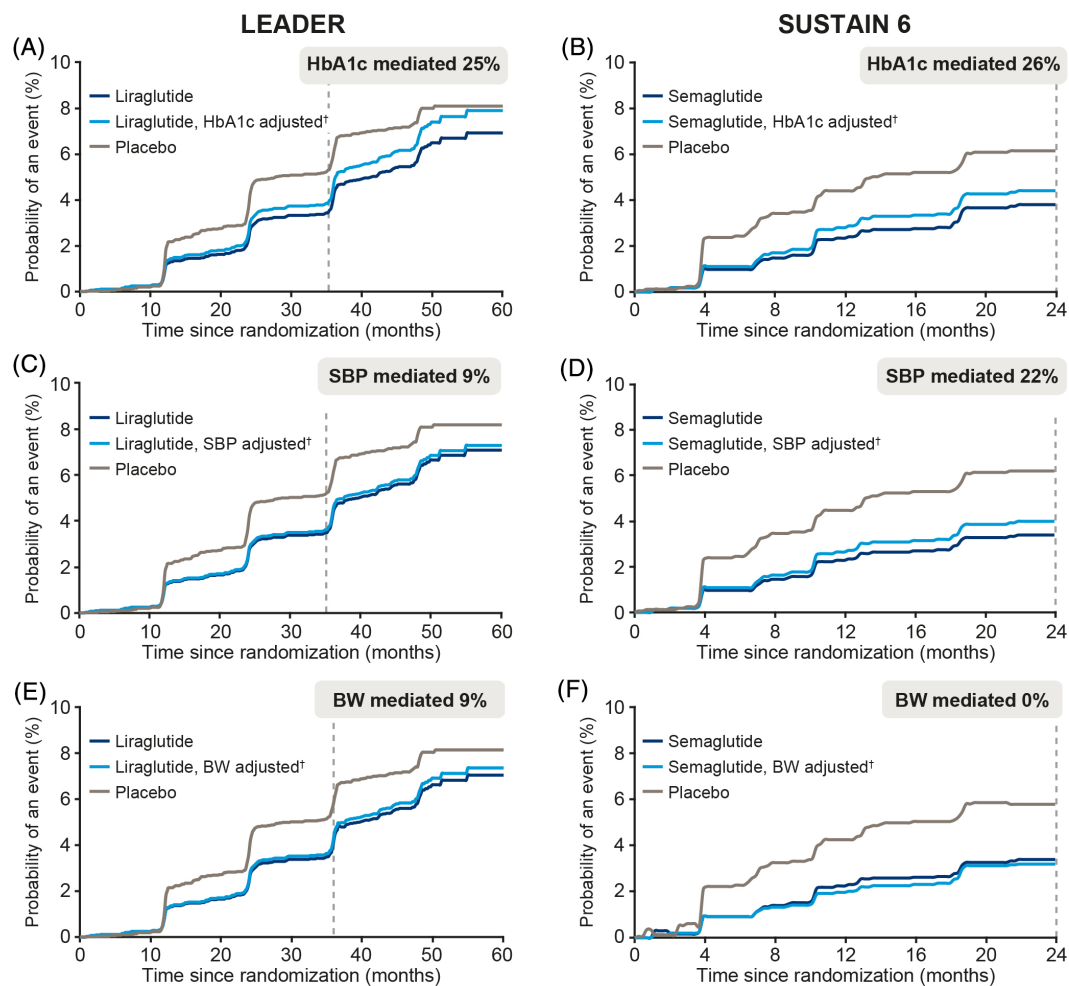 LEADER
SUSTAIN 6
(A)
HbA1c mediated 25%
Probability of an event (%)
10
8
6
4
2
0
Liraglutide
Liraglutide, HbA1c adjusted†
Placebo
0 10 20 30 40 50 60
Time since randomization (months)
(B)
HbA1c mediated 26%
Probability of an event (%)
10
8
6
4
2
0
Semaglutide
Semaglutide, HbA1c adjusted†
Placebo
0 4 8 12 16 20 24
Time since randomization (months)
(C)
SBP mediated 9%
Probability of an event (%)
10
8
6
4
2
0
Liraglutide
Liraglutide, SBP adjusted†
Placebo
0 10 20 30 40 50 60
Time since randomization (months)
(D)
SBP mediated 22%
Probability of an event (%)
10
8
6
4
2
0
Semaglutide
Semaglutide, SBP adjusted†
Placebo
0 4 8 12 16 20 24
Time since randomization (months)
(E)
BW mediated 9%
Probability of an event (%)
10
8
6
4
2
0
Liraglutide
Liraglutide, BW adjusted†
Placebo
0 10 20 30 40 50 60
Time since randomization (months)
(F)
BW mediated 0%
Probability of an event (%)
10
8
6
4
2
0
Semaglutide
Semaglutide, BW adjusted†
Placebo
0 4 8 12 16 20 24
Time since randomization (months)